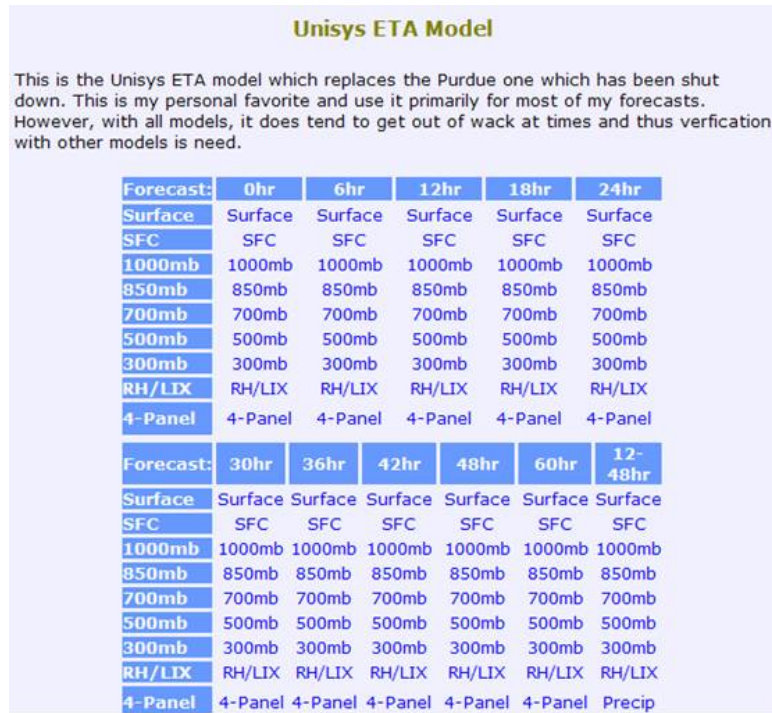 Unisys ETA Model
This is the Unisys ETA model which replaces the Purdue one which has been shut
down. This is my personal favorite and use it primarily for most of my forecasts.
However, with all models, it does tend to get out of wack at times and thus verfication
with other models is need.
Forecast: 0hr 6hr 12hr 18hr 24hr
Surface Surface Surface Surface Surface Surface
SFC SFC SFC SFC SFC SFC
1000mb 1000mb 1000mb 1000mb 1000mb 1000mb
850mb 850mb 850mb 850mb 850mb 850mb
700mb 700mb 700mb 700mb 700mb 700mb
500mb 500mb 500mb 500mb 500mb 500mb
300mb 300mb 300mb 300mb 300mb 300mb
RH/LIX RH/LIX RH/LIX RH/LIX RH/LIX RH/LIX
4-Panel 4-Panel 4-Panel 4-Panel 4-Panel 4-Panel
Forecast: 30hr 36hr 42hr 48hr 60hr 12-
48hr
Surface Surface Surface Surface Surface Surface Surface
SFC SFC SFC SFC SFC SFC SFC
1000mb 1000mb 1000mb 1000mb 1000mb 1000mb 1000mb
850mb 850mb 850mb 850mb 850mb 850mb 850mb
700mb 700mb 700mb 700mb 700mb 700mb 700mb
500mb 500mb 500mb 500mb 500mb 500mb 500mb
300mb 300mb 300mb 300mb 300mb 300mb 300mb
RH/LIX RH/LIX RH/LIX RH/LIX RH/LIX RH/LIX RH/LIX
4-Panel 4-Panel 4-Panel 4-Panel 4-Panel 4-Panel Precip